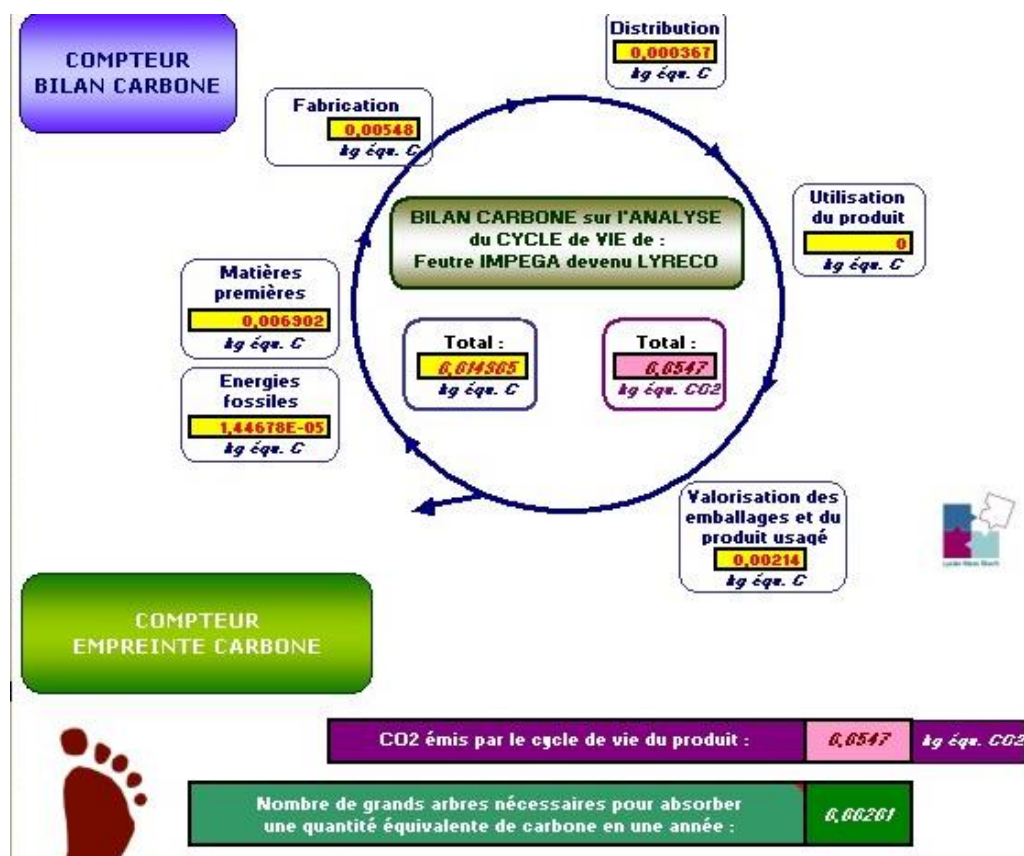 COMPTEUR
BILAN CARBONE
Distribution
0,000367
kg équ. C
Fabrication
0,00548
kg équ. C
Utilisation
du produit
0
kg équ. C
BILAN CARBONE sur l'ANALYSE
du CYCLE de VIE de :
Feutre IMPEGA devenu LYRECO
Matières
premières
0,006902
kg équ. C
Total :
kg équ. C
Total :
0,0547
kg équ. CO2
Energies
fossiles
1,44678E-05
kg équ. C
Valorisation des
emballages et du
produit usagé
0,00214
kg équ. C
COMPTEUR
EMPREINTE CARBONE
CO2 émis par le cycle de vie du produit : 0,0547 kg équ. CO2
Nombre de grands arbres nécessaires pour absorber
une quantité équivalente de carbone en une année :